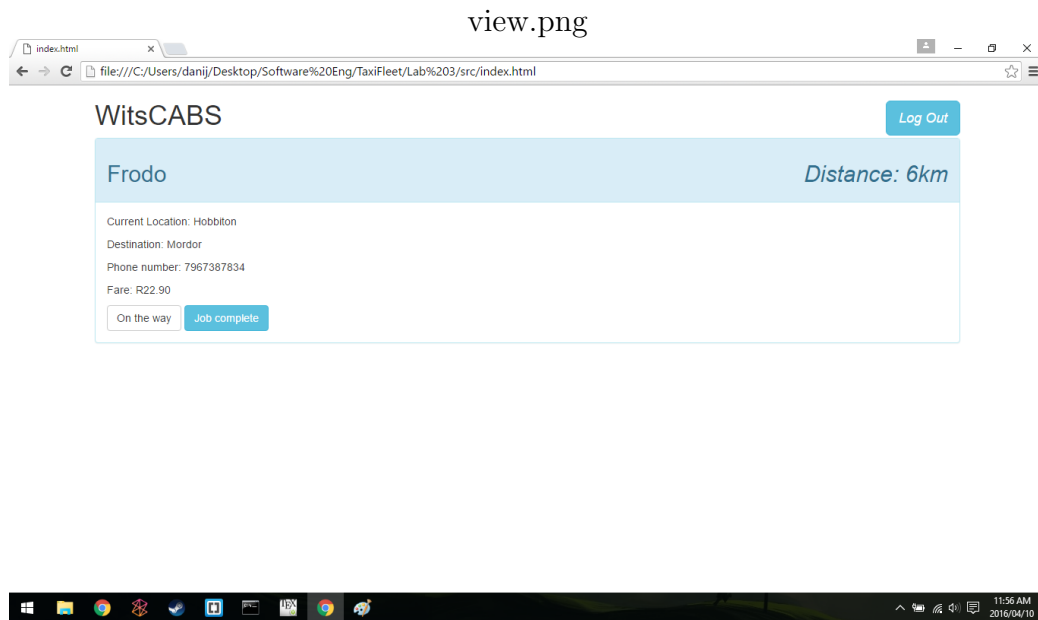 view.png
index.html
file:///C:/Users/danij/Desktop/Software%20Eng/TaxiFleet/Lab%203/src/index.html
WitsCABS
Log Out
Frodo
Distance: 6km
Current Location: Hobbiton
Destination: Mordor
Phone number: 7967387834
Fare: R22.90
On the way
Job complete
11:56 AM
2016/04/10